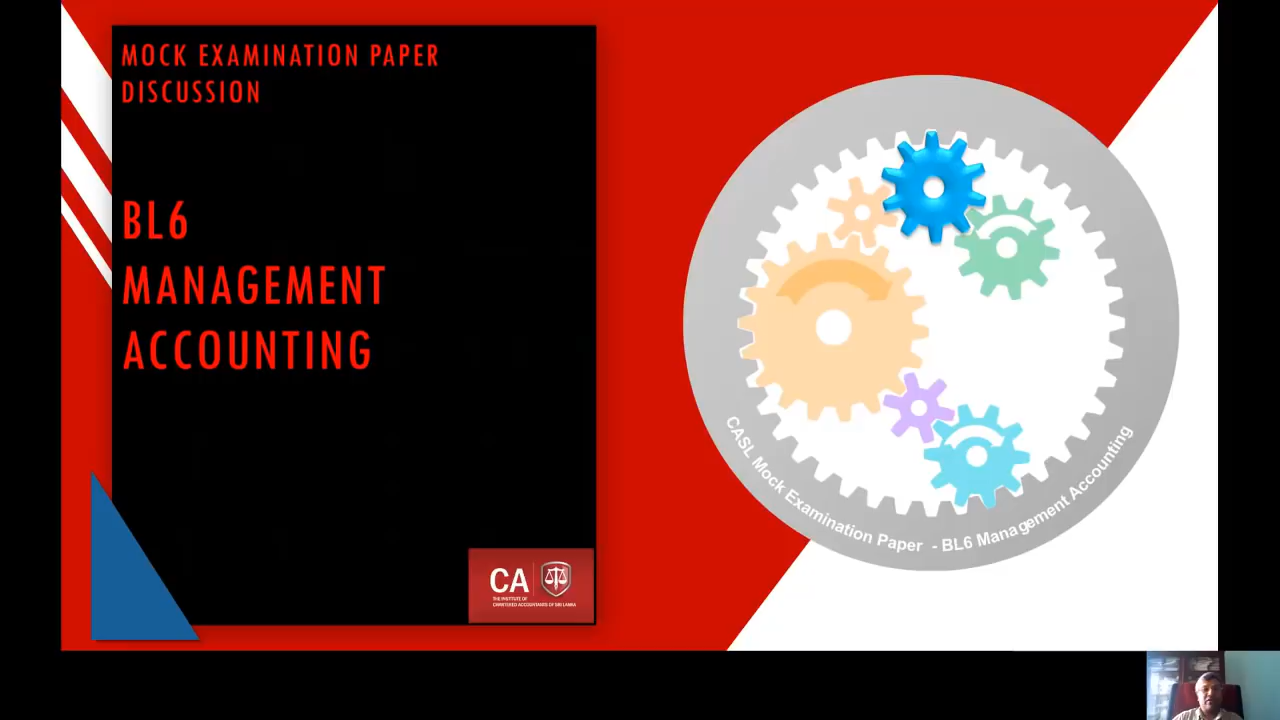 MOCK EXAMINATION PAPER
DISCUSSION
BL6
MANAGEMENT
ACCOUNTING
CA
THE INSTITUTE OF
CHARTERED ACCOUNTANTS OF SRI LANKA
CASL Mock Examination Paper - BL6 Management Accounting